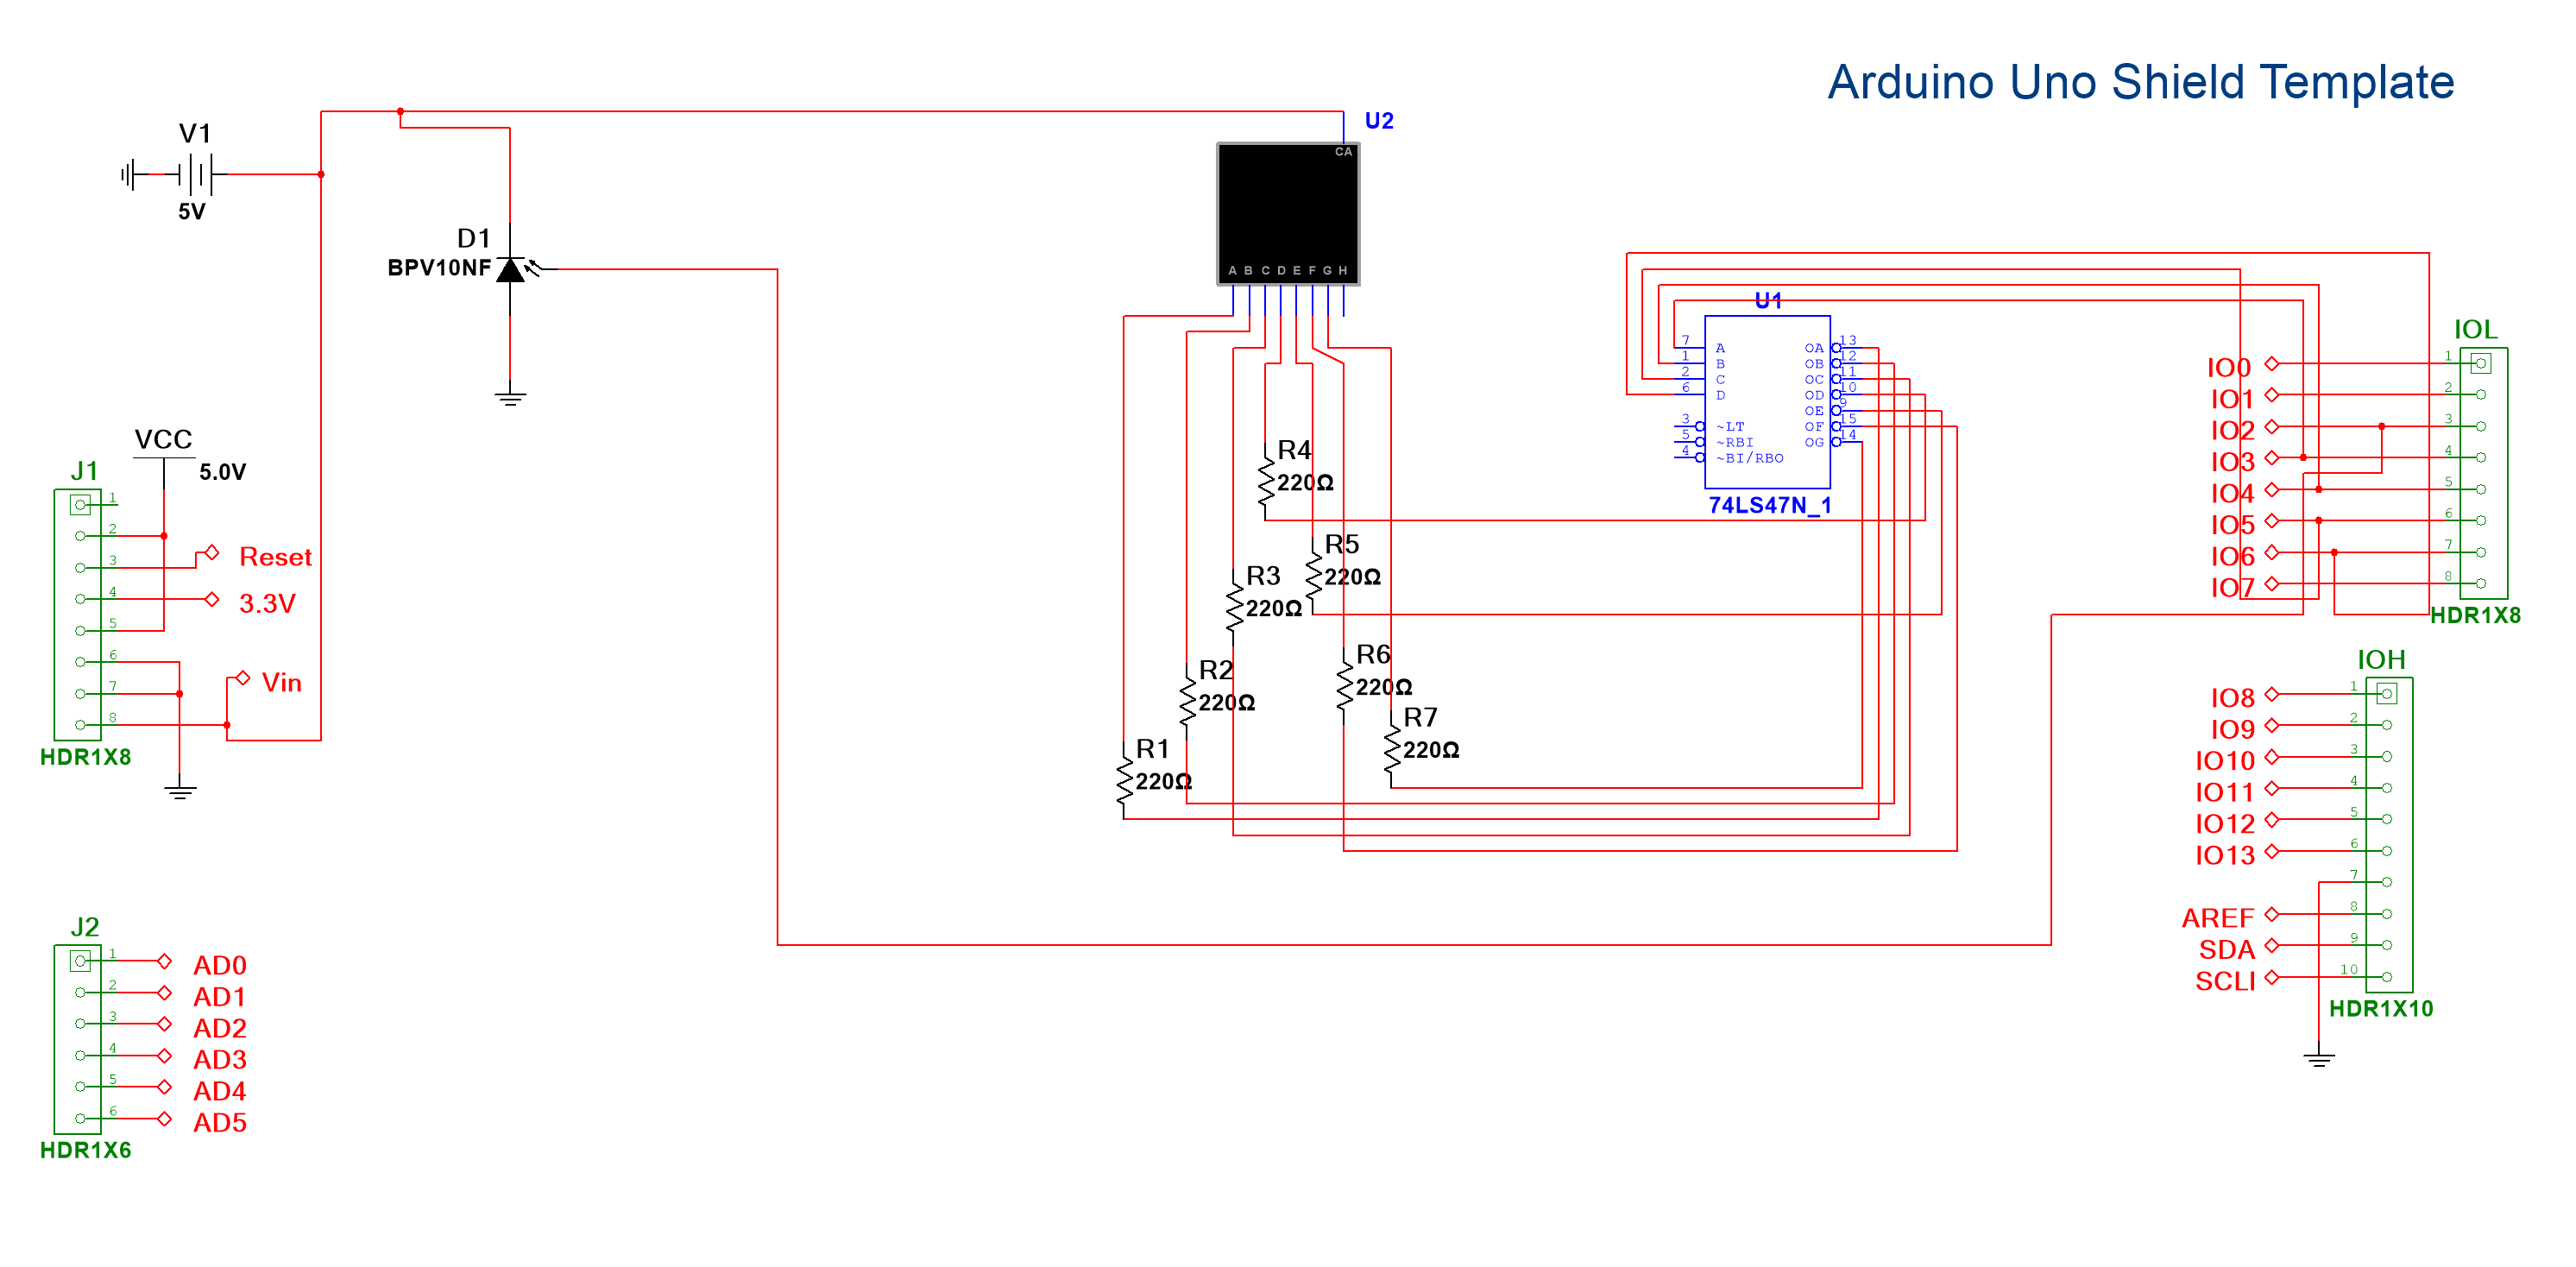 Arduino Uno Shield Template
V1
5V
D1
BPV10NF
U2
CA
A B C D E F G H
U1
7 A
1 B
2 C
6 D
3 ~LT
5 ~RBI
4 ~BI/RBO
OA 13
OB 12
OC 11
OD 10
OE 9
OF 15
OG 14
74LS47N_1
R4
220Ω
R5
220Ω
R3
220Ω
R6
220Ω
R2
220Ω
R7
220Ω
R1
220Ω
VCC
5.0V
J1
1
2
3
Reset
4
3.3V
5
6
7
Vin
8
HDR1X8
J2
1 AD0
2 AD1
3 AD2
4 AD3
5 AD4
6 AD5
HDR1X6
IOL
IO0 1
IO1 2
IO2 3
IO3 4
IO4 5
IO5 6
IO6 7
IO7 8
HDR1X8
IOH
IO8 1
IO9 2
IO10 3
IO11 4
IO12 5
IO13 6
7
AREF 8
SDA 9
SCLI 10
HDR1X10